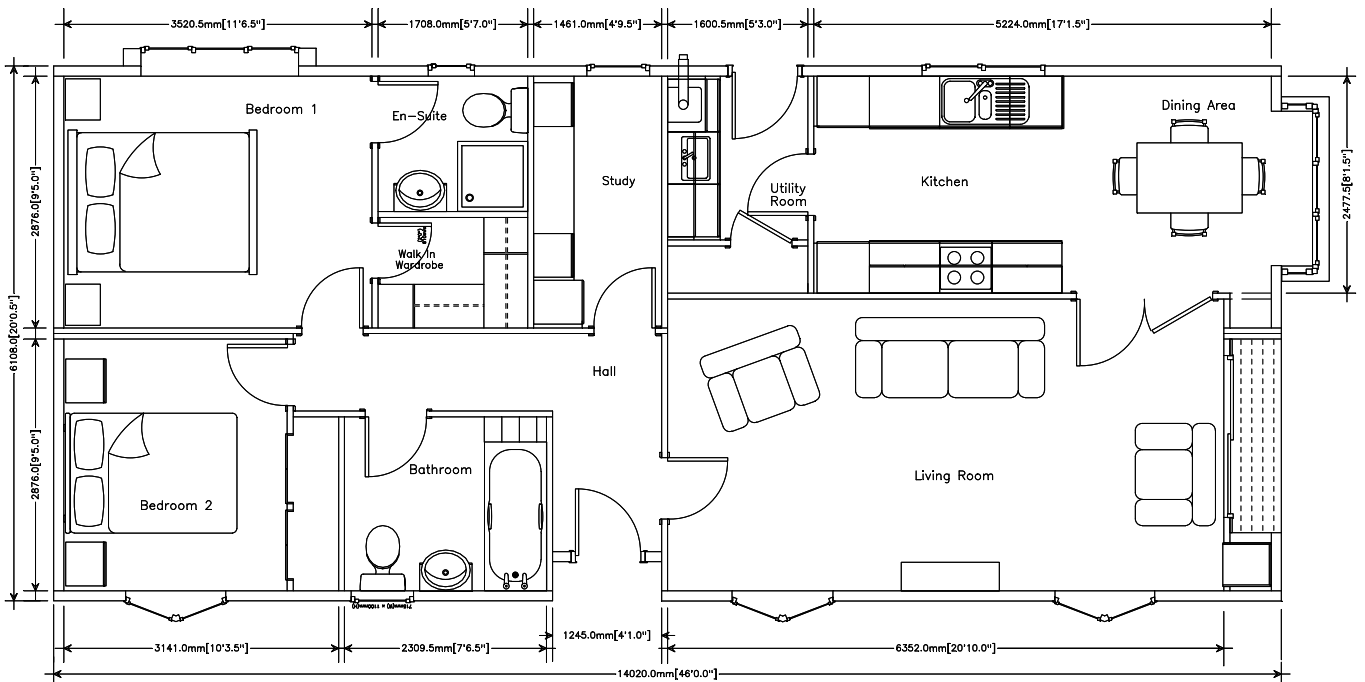 3520.5mm[11'6.5"]
1708.0mm[5'7.0"]
1461.0mm[4'9.5"]
1600.5mm[5'3.0"]
5224.0mm[17'1.5"]
Bedroom 1
En-Suite
Dining Area
Study
Utility
Room
Kitchen
2876.0[9'5.0"]
2477.5[8'1.5"]
Walk In
Wardrobe
6108.0[20'0.5"]
Hall
2876.0[9'5.0"]
Bathroom
Living Room
Bedroom 2
1245.0mm[4'1.0"]
3141.0mm[10'3.5"]
2309.5mm[7'6.5"]
6352.0mm[20'10.0"]
14020.0mm[46'0.0"]